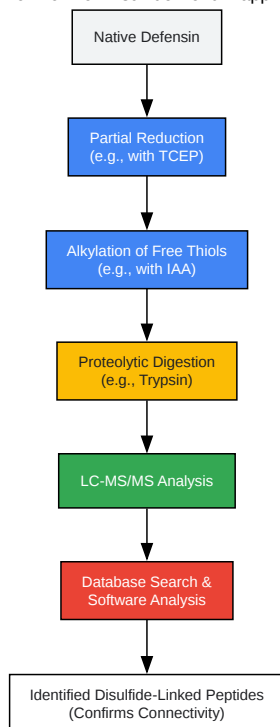 Native Defensin
Partial Reduction
(e.g., with TCEP)
Alkylation of Free Thiols
(e.g., with IAA)
Proteolytic Digestion
(e.g., Trypsin)
LC-MS/MS Analysis
Database Search &
Software Analysis
Identified Disulfide-Linked Peptides
(Confirms Connectivity)